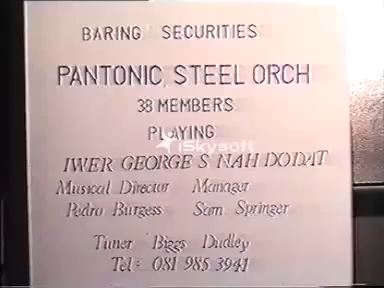 BARING SECURITIES
PANTONIC STEEL ORCH
38 MEMBERS
PLAYING
iSkysoft
IWER GEORGE S NAH DO DAT
Musical Director Manager
Pedro Burgess Sam Springer
Tuner Biggs Dudley
Tel: 081 985 3941